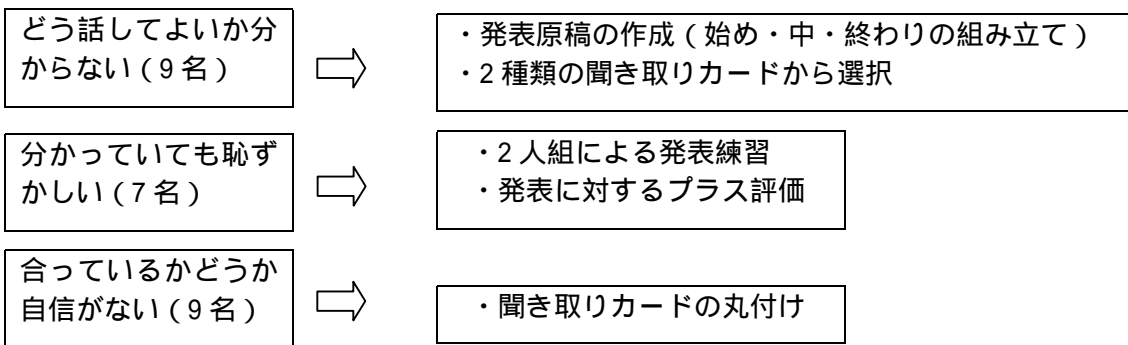 どう話してよいか分
からない(9名)
・発表原稿の作成(始め・中・終わりの組み立て)
・2種類の聞き取りカードから選択
分かっていても恥ず
かしい(7名)
・2人組による発表練習
・発表に対するプラス評価
合っているかどうか
自信がない(9名)
・聞き取りカードの丸付け